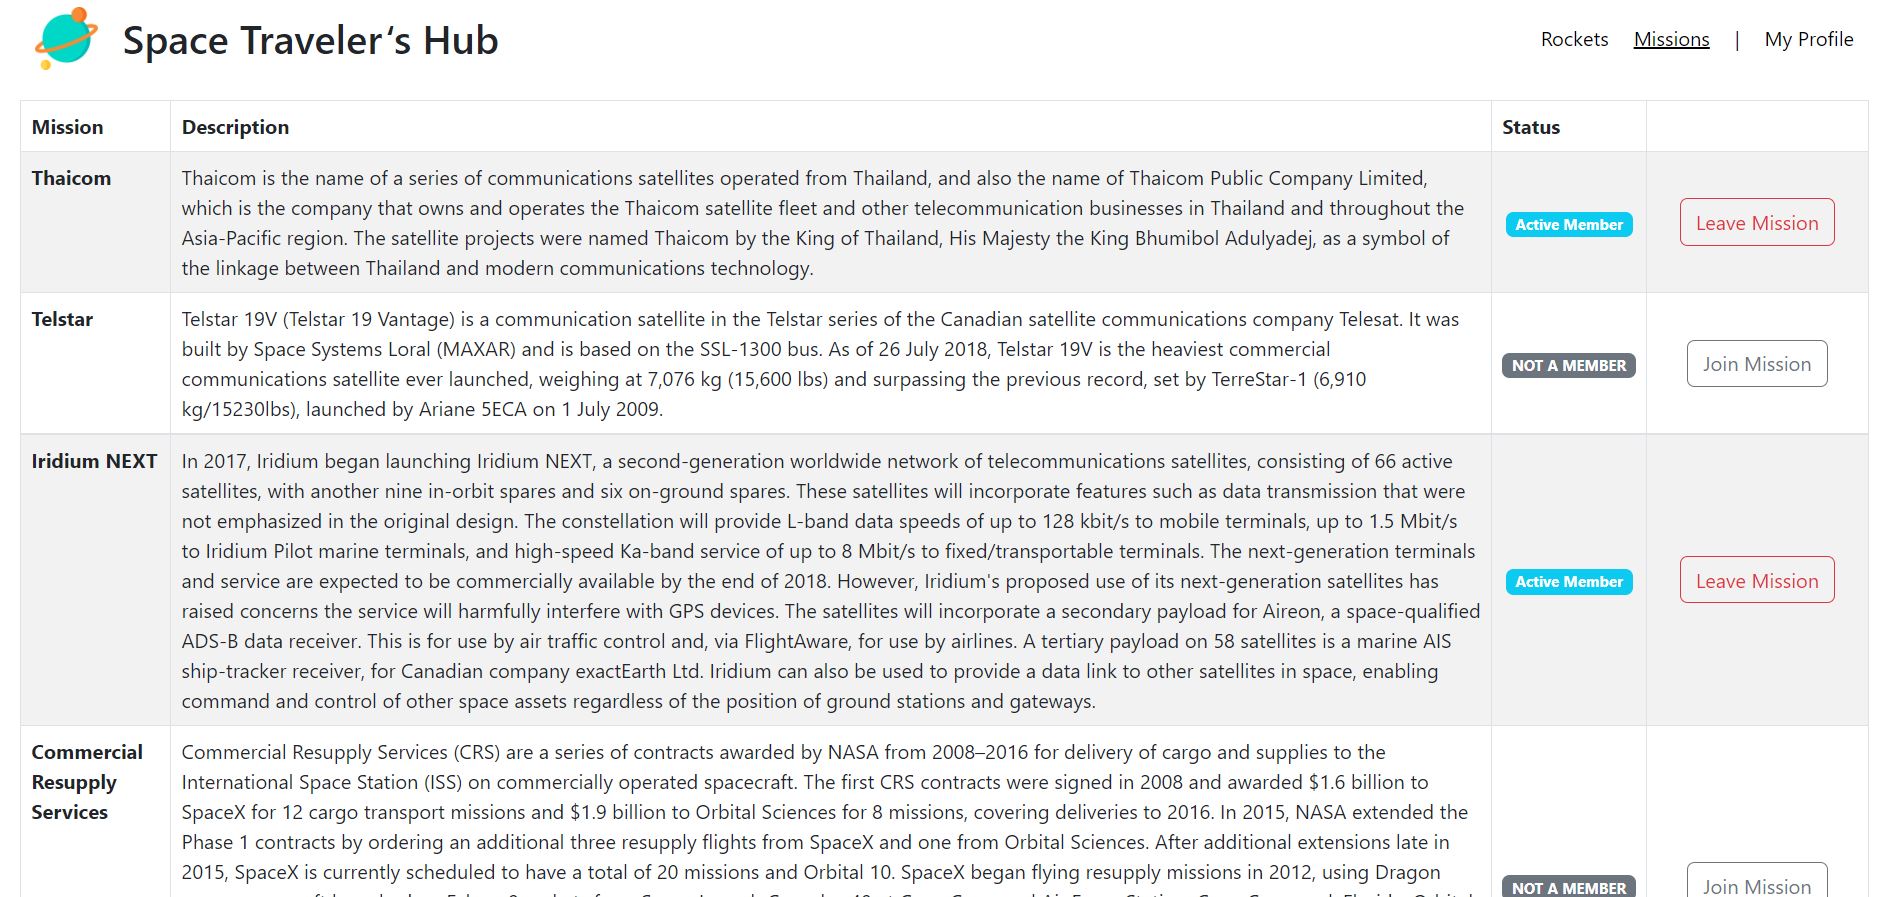 Space Traveler‘s Hub
Rockets Missions | My Profile
Mission Description Status
Thaicom
Thaicom is the name of a series of communications satellites operated from Thailand, and also the name of Thaicom Public Company Limited,
which is the company that owns and operates the Thaicom satellite fleet and other telecommunication businesses in Thailand and throughout the
Asia-Pacific region. The satellite projects were named Thaicom by the King of Thailand, His Majesty the King Bhumibol Adulyadej, as a symbol of
the linkage between Thailand and modern communications technology.
Active Member
Leave Mission
Telstar
Telstar 19V (Telstar 19 Vantage) is a communication satellite in the Telstar series of the Canadian satellite communications company Telesat. It was
built by Space Systems Loral (MAXAR) and is based on the SSL-1300 bus. As of 26 July 2018, Telstar 19V is the heaviest commercial
communications satellite ever launched, weighing at 7,076 kg (15,600 lbs) and surpassing the previous record, set by TerreStar-1 (6,910
kg/15230lbs), launched by Ariane 5ECA on 1 July 2009.
NOT A MEMBER
Join Mission
Iridium NEXT
In 2017, Iridium began launching Iridium NEXT, a second-generation worldwide network of telecommunications satellites, consisting of 66 active
satellites, with another nine in-orbit spares and six on-ground spares. These satellites will incorporate features such as data transmission that were
not emphasized in the original design. The constellation will provide L-band data speeds of up to 128 kbit/s to mobile terminals, up to 1.5 Mbit/s
to Iridium Pilot marine terminals, and high-speed Ka-band service of up to 8 Mbit/s to fixed/transportable terminals. The next-generation terminals
and service are expected to be commercially available by the end of 2018. However, Iridium's proposed use of its next-generation satellites has
raised concerns the service will harmfully interfere with GPS devices. The satellites will incorporate a secondary payload for Aireon, a space-qualified
ADS-B data receiver. This is for use by air traffic control and, via FlightAware, for use by airlines. A tertiary payload on 58 satellites is a marine AIS
ship-tracker receiver, for Canadian company exactEarth Ltd. Iridium can also be used to provide a data link to other satellites in space, enabling
command and control of other space assets regardless of the position of ground stations and gateways.
Active Member
Leave Mission
Commercial
Resupply
Services
Commercial Resupply Services (CRS) are a series of contracts awarded by NASA from 2008–2016 for delivery of cargo and supplies to the
International Space Station (ISS) on commercially operated spacecraft. The first CRS contracts were signed in 2008 and awarded $1.6 billion to
SpaceX for 12 cargo transport missions and $1.9 billion to Orbital Sciences for 8 missions, covering deliveries to 2016. In 2015, NASA extended the
Phase 1 contracts by ordering an additional three resupply flights from SpaceX and one from Orbital Sciences. After additional extensions late in
2015, SpaceX is currently scheduled to have a total of 20 missions and Orbital 10. SpaceX began flying resupply missions in 2012, using Dragon
NOT A MEMBER
Join Mission